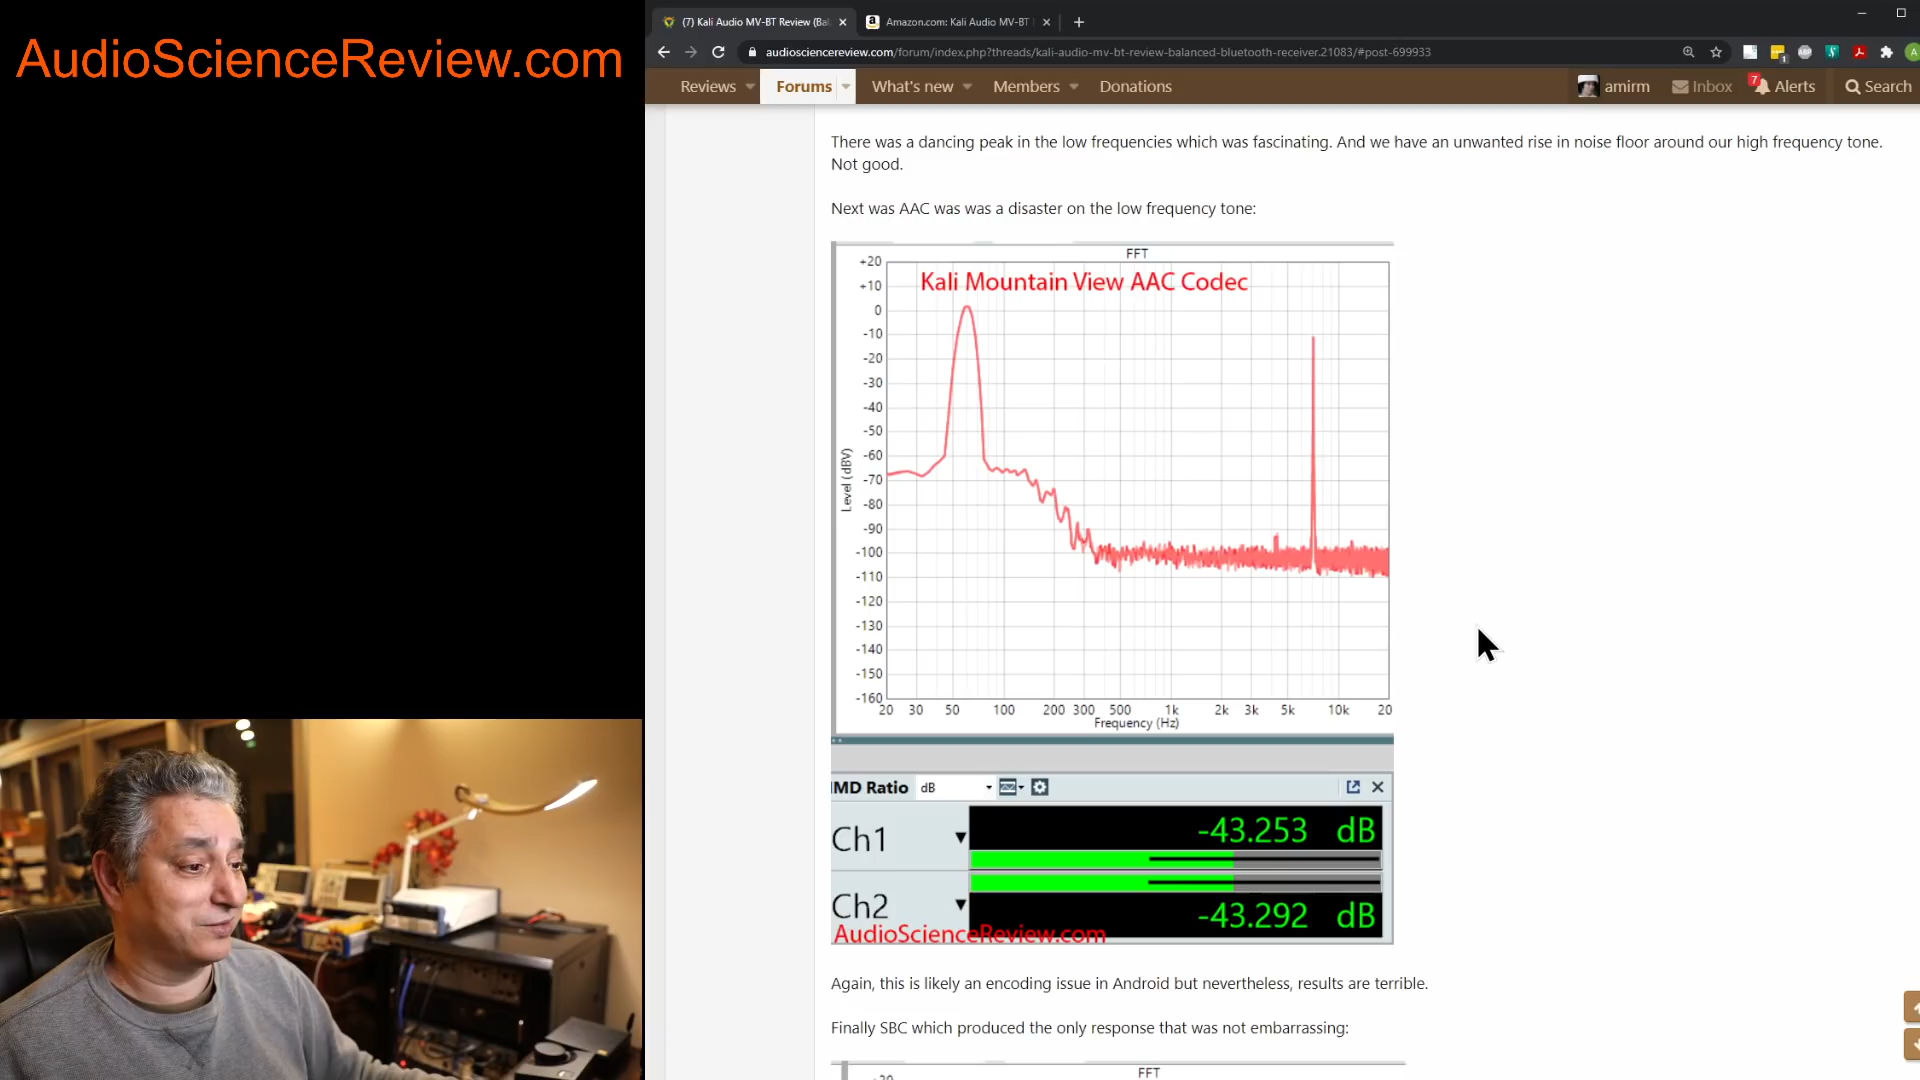 AudioScienceReview.com
(7) Kali Audio MV-BT Review (Bal
Amazon.com: Kali Audio MV-BT
audiosciencereview.com/forum/index.php?threads/kali-audio-mv-bt-review-balanced-bluetooth-receiver.21083/#post-699933
Reviews Forums What's new Members Donations
amirm Inbox 7 Alerts Search
There was a dancing peak in the low frequencies which was fascinating. And we have an unwanted rise in noise floor around our high frequency tone.
Not good.
Next was AAC was was a disaster on the low frequency tone:
FFT
Kali Mountain View AAC Codec
+20
+10
0
-10
-20
-30
-40
-50
-60
-70
-80
-90
-100
-110
-120
-130
-140
-150
-160
Level (dBV)
20 30 50 100 200 300 500 1k 2k 3k 5k 10k 20
Frequency (Hz)
IMD Ratio dB
Ch1 -43.253 dB
Ch2 -43.292 dB
AudioScienceReview.com
Again, this is likely an encoding issue in Android but nevertheless, results are terrible.
Finally SBC which produced the only response that was not embarrassing:
FFT
+20